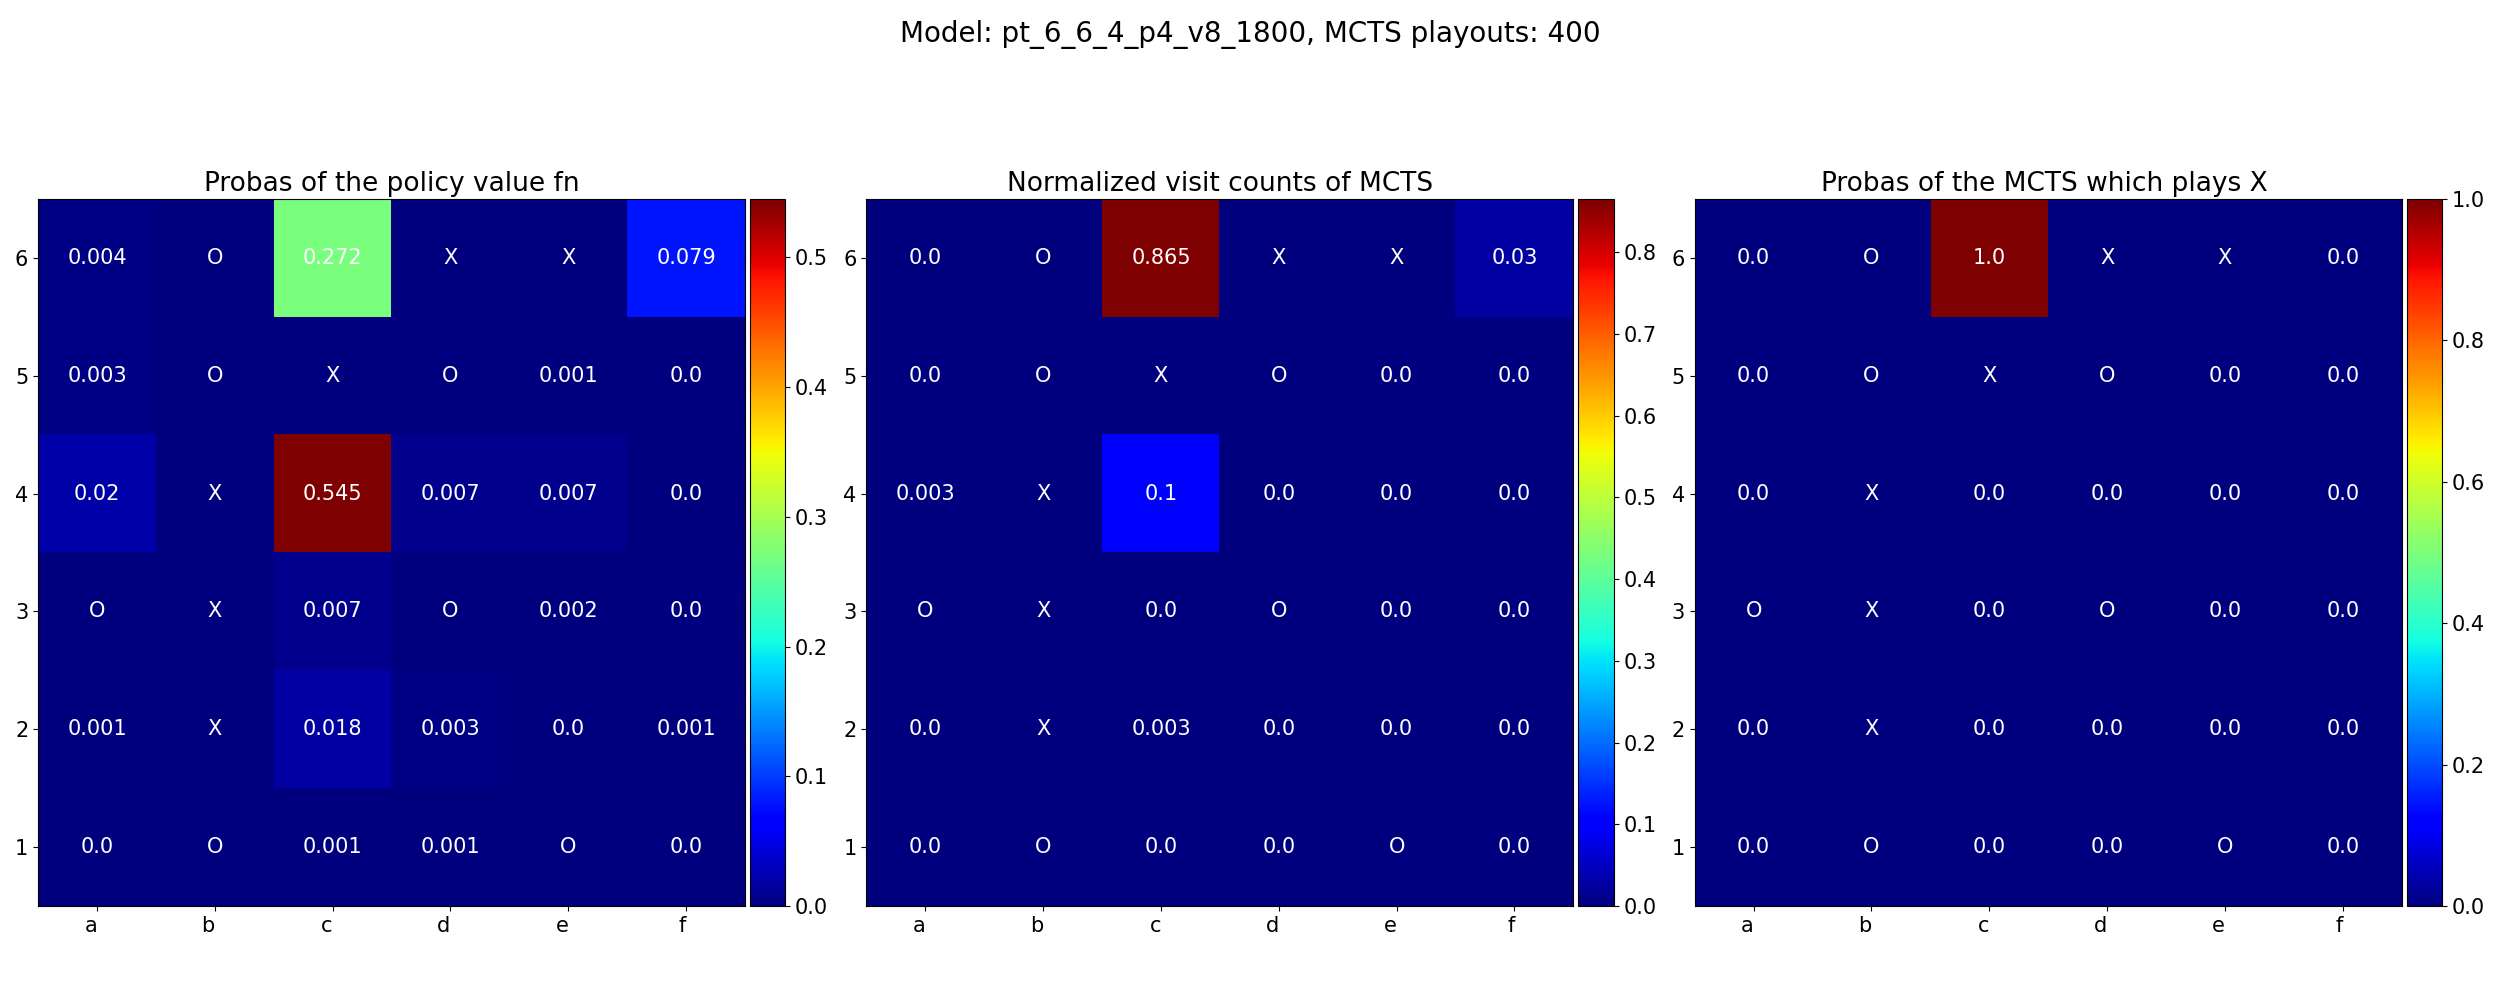 Model: pt_6_6_4_p4_v8_1800, MCTS playouts: 400
Probas of the policy value fn
6 0.004 O 0.272 X X 0.079
5 0.003 O X O 0.001 0.0
4 0.02 X 0.545 0.007 0.007 0.0
3 O X 0.007 O 0.002 0.0
2 0.001 X 0.018 0.003 0.0 0.001
1 0.0 O 0.001 0.001 O 0.0
a b c d e f
0.5
0.4
0.3
0.2
0.1
0.0
Normalized visit counts of MCTS
6 0.0 O 0.865 X X 0.03
5 0.0 O X O 0.0 0.0
4 0.003 X 0.1 0.0 0.0 0.0
3 O X 0.0 O 0.0 0.0
2 0.0 X 0.003 0.0 0.0 0.0
1 0.0 O 0.0 0.0 O 0.0
a b c d e f
0.8
0.7
0.6
0.5
0.4
0.3
0.2
0.1
0.0
Probas of the MCTS which plays X
6 0.0 O 1.0 X X 0.0
5 0.0 O X O 0.0 0.0
4 0.0 X 0.0 0.0 0.0 0.0
3 O X 0.0 O 0.0 0.0
2 0.0 X 0.0 0.0 0.0 0.0
1 0.0 O 0.0 0.0 O 0.0
a b c d e f
1.0
0.8
0.6
0.4
0.2
0.0